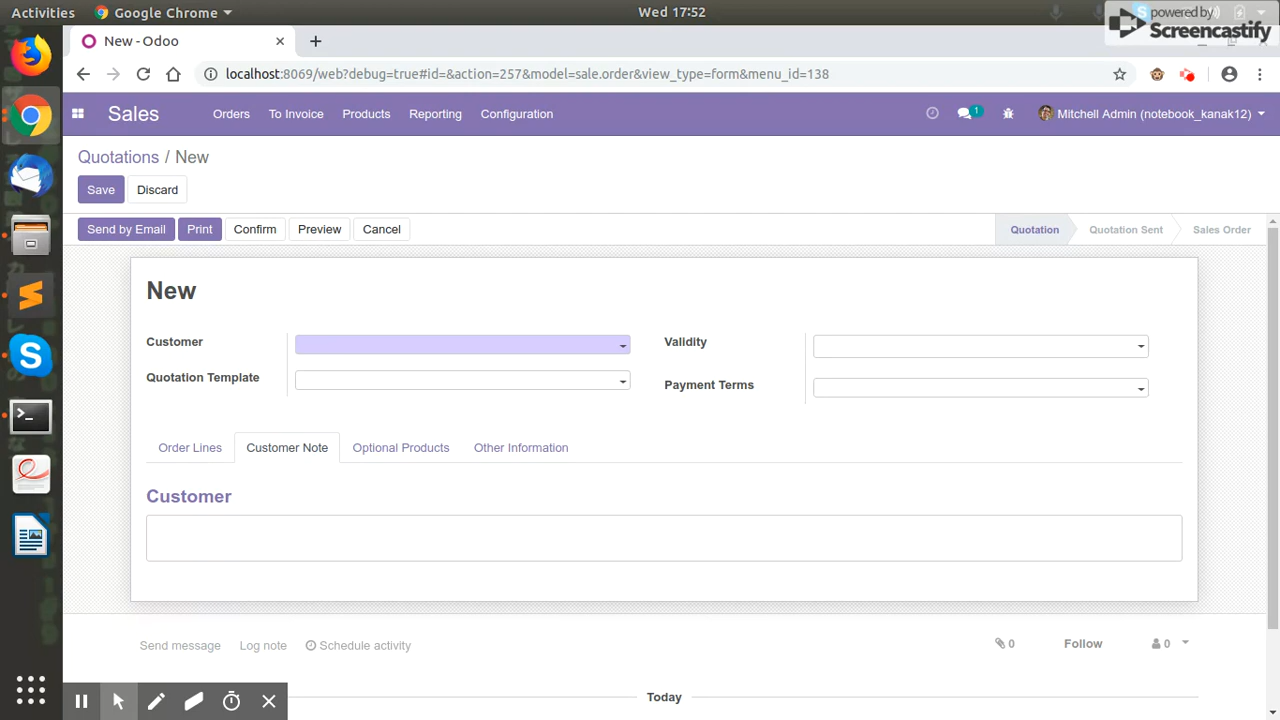 Activities
Google Chrome
Wed 17:52
powered by
Screencastify
New - Odoo
localhost:8069/web?debug=true#id=&action=257&model=sale.order&view_type=form&menu_id=138
Sales
Orders
To Invoice
Products
Reporting
Configuration
1
Mitchell Admin (notebook_kanak12)
Quotations / New
Save
Discard
Send by Email
Print
Confirm
Preview
Cancel
Quotation
Quotation Sent
Sales Order
New
Customer
Validity
Quotation Template
Payment Terms
Order Lines
Customer Note
Optional Products
Other Information
Customer
Send message
Log note
Schedule activity
0
Follow
0
Today